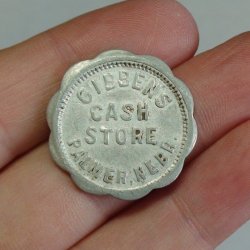 GIBBENS
CASH
STORE
PALMER, NEBR.